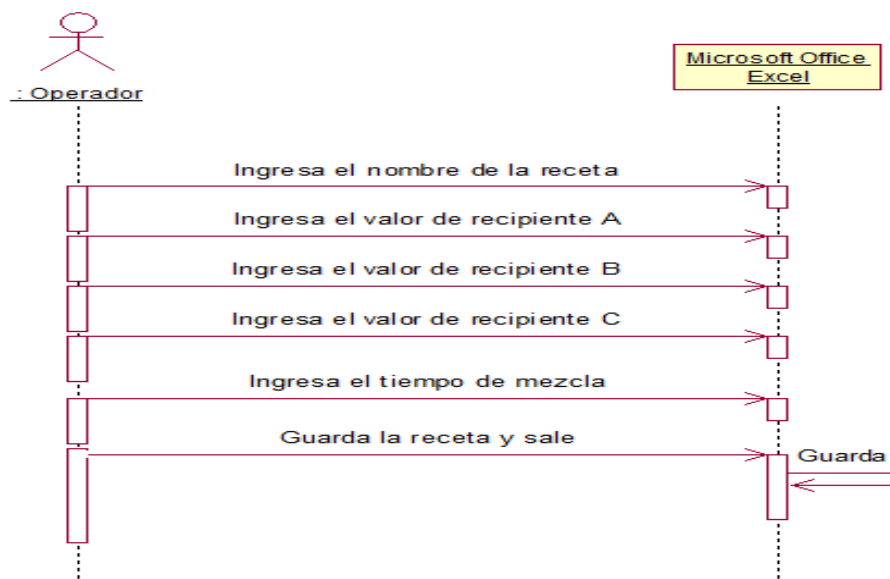 : Operador
Microsoft Office
Excel
Ingresa el nombre de la receta
Ingresa el valor de recipiente A
Ingresa el valor de recipiente B
Ingresa el valor de recipiente C
Ingresa el tiempo de mezcla
Guarda la receta y sale
Guarda